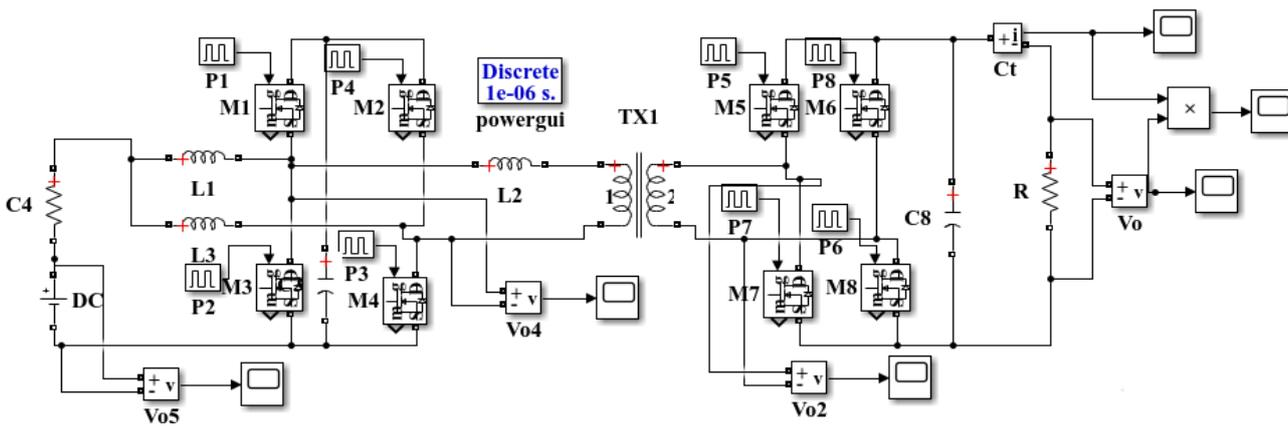 P1
P4
M1
M2
Discrete
1e-06 s.
powergui
TX1
P5
P8
M5
M6
Ct
+i
-
×
C4
L1
L2
1
2
P7
P6
C8
R
+
-
v
Vo
L3
P2
M3
P3
M4
DC
+
-
v
Vo4
M7
M8
+
-
v
Vo5
+
-
v
Vo2